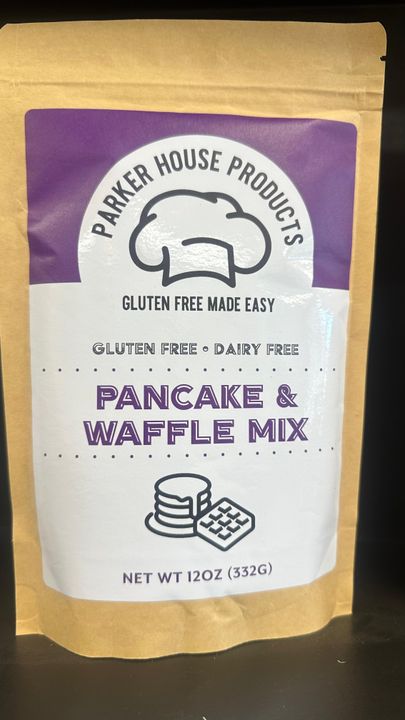 PARKER HOUSE PRODUCTS
GLUTEN FREE MADE EASY
GLUTEN FREE • DAIRY FREE
PANCAKE &
WAFFLE MIX
NET WT 12OZ (332G)